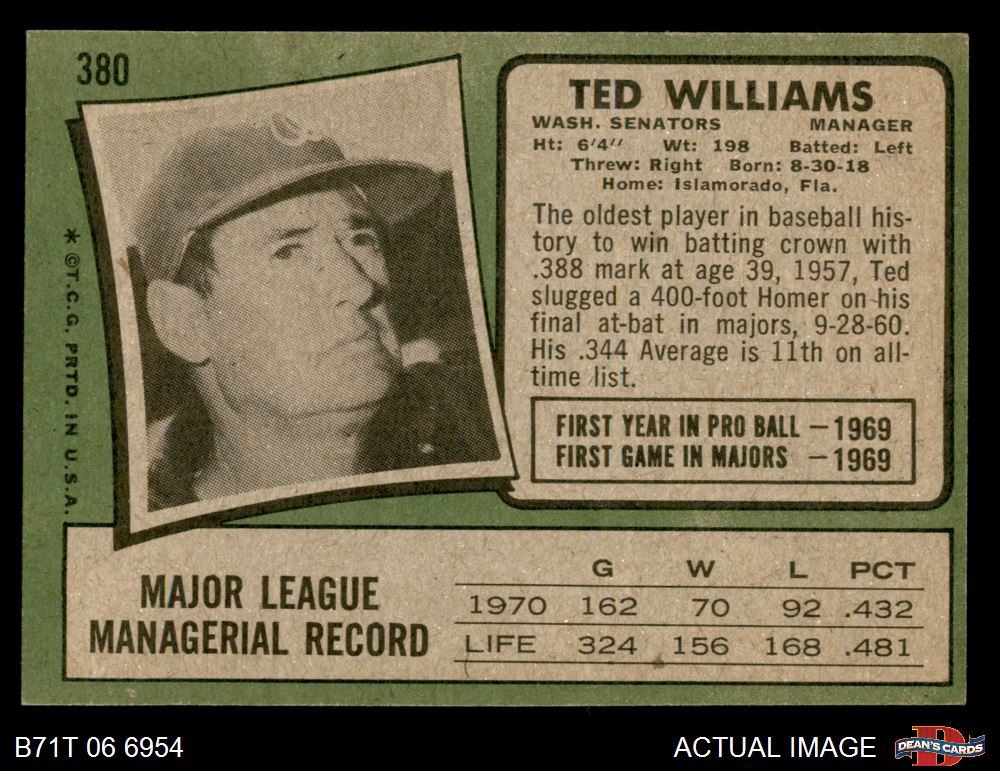 380
* ©T.C.G. PRTD. IN U.S.A.
TED WILLIAMS
WASH. SENATORS MANAGER
Ht: 6'4" Wt: 198 Batted: Left
Threw: Right Born: 8-30-18
Home: Islamorado, Fla.
The oldest player in baseball his-
tory to win batting crown with
.388 mark at age 39, 1957, Ted
slugged a 400-foot Homer on his
final at-bat in majors, 9-28-60.
His .344 Average is 11th on all-
time list.
FIRST YEAR IN PRO BALL — 1969
FIRST GAME IN MAJORS — 1969
MAJOR LEAGUE
MANAGERIAL RECORD
G W L PCT
1970 162 70 92 .432
LIFE 324 156 168 .481
B71T 06 6954
ACTUAL IMAGE
D
DEAN'S CARDS